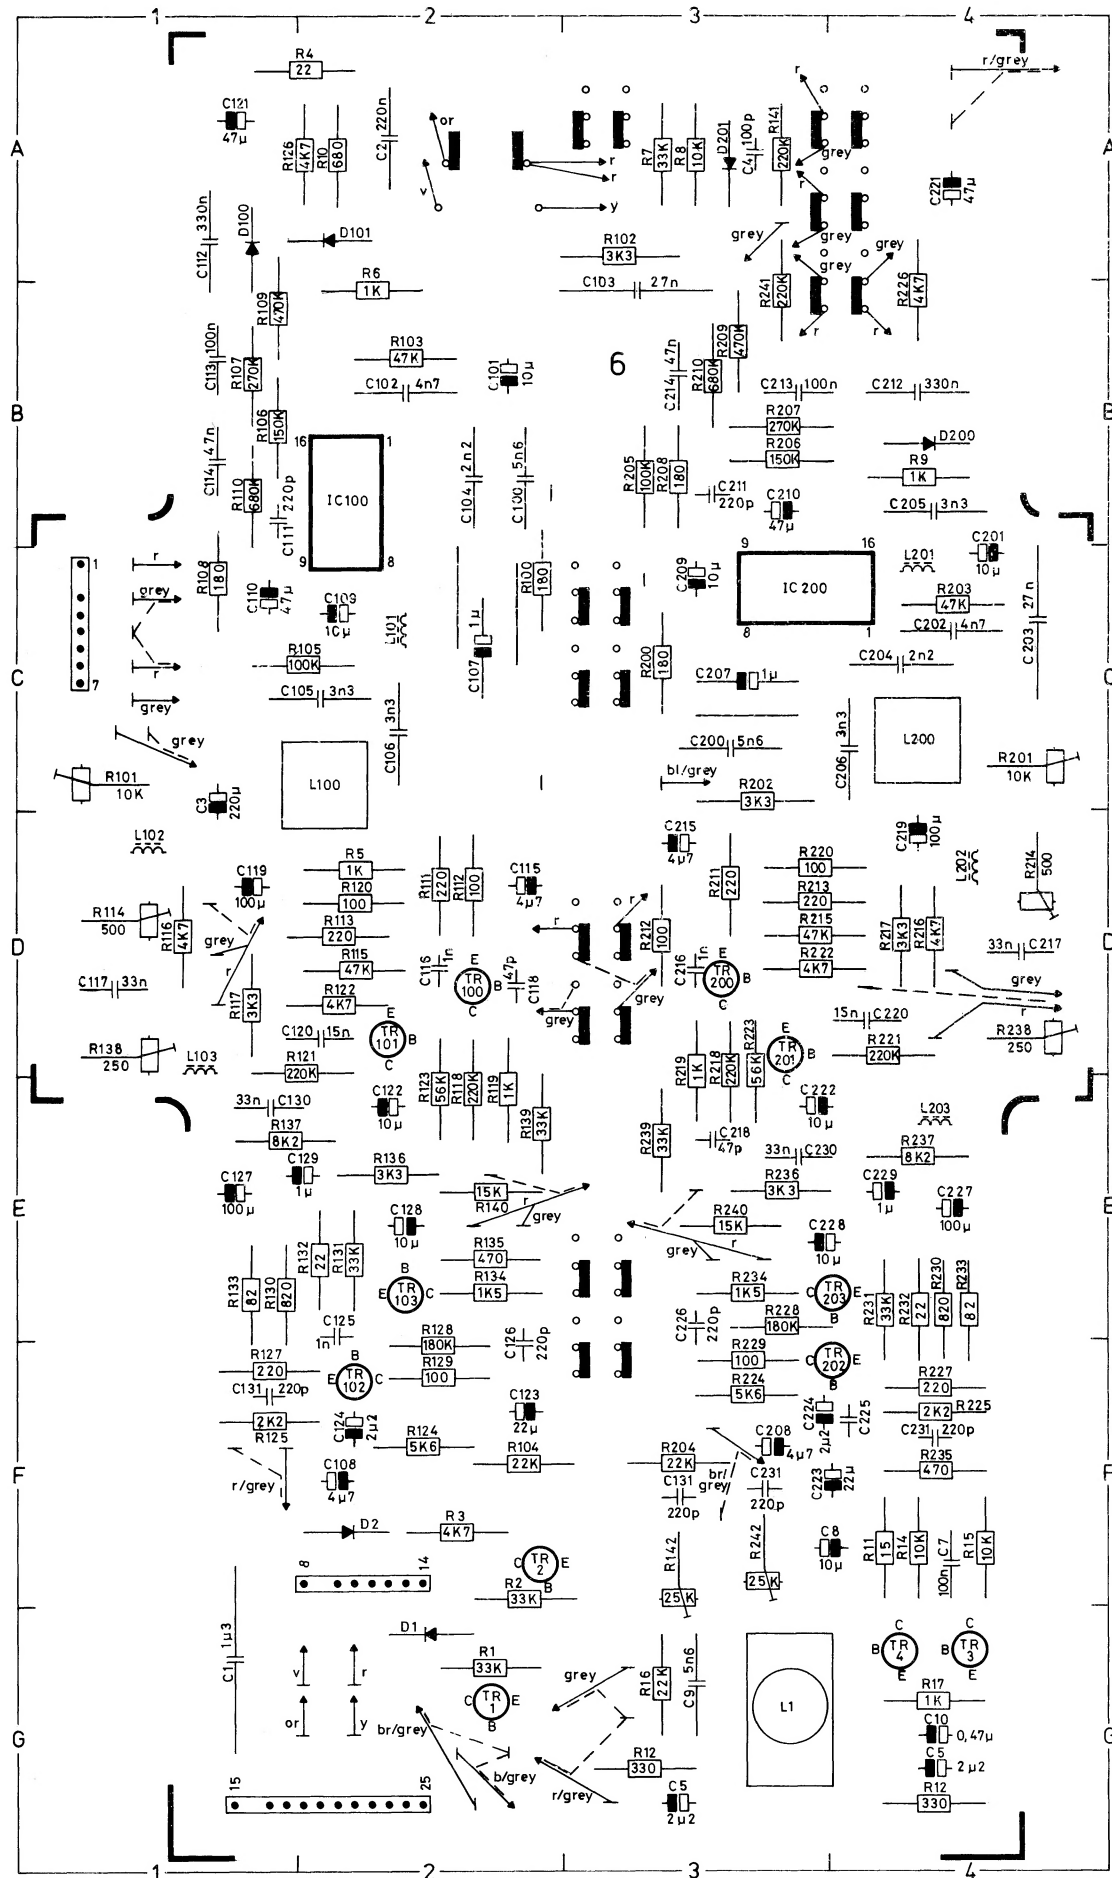 1 2 3 4
R4
22
r/grey
C121
47µ
R126 4K7
R10 680
C2 220n
or
v
r
r
y
R7 33K
R8 10K
D201
C4 100p
R141 220K
r
grey
r
grey
C221 47µ
A A
C112 330n
D100
D101
R102
3K3
grey
grey
grey
R6
1K
C103 27n
R241 220K
R226 4K7
r
r
R109 470K
C113 100n
R107 270K
R103
47K
C102 4n7
C101 10µ
6
C214 47n
R210 680K
R209 470K
C213 100n
C212 330n
B B
R106 150K
R207
270K
R206
150K
D200
R9
1K
C114 47n
R110 680K
C111 220p
16 1
IC100
9 8
C104 2n2
C100 5n6
R205 100K
R208 180
C211
220p
C210
47µ
C205 3n3
1
r
grey
r
grey
7
R108 180
C110 47µ
C109
10µ
L101
R100 180
C107 1µ
C209 10µ
9 16
IC200
8 1
L201
C201
10µ
R203
47K
C202 4n7
C203 27n
R105
100K
R200 180
C204 2n2
C C
C105 3n3
C106 3n3
C207 1µ
grey
L100
C200 5n6
C206 3n3
L200
R101
10K
C3 220µ
bl/grey
R202
3K3
R201
10K
L102
C215
4µ7
C219 100µ
L202
R214 500
C119
100µ
R5
1K
R120
100
R111 220
R112 100
C115
4µ7
R211 220
R220
100
R213
220
R114
500
R116 4K7
R113
220
r
r
R212 100
R215
47K
R217 3K3
R216 4K7
33n C217
D D
grey
r
R115
47K
C116 1n
E
TR 100 B
C
47p C118
grey
grey
C216 1n
E
TR 200 B
C
R222
4K7
grey
r
C117 33n
R117 3K3
R122
4K7
15n C220
C120 15n
E
TR 101 B
C
R223 56K
E
TR 201 B
C
R221
220K
R238
250
R138
250
L103
R121
220K
R123 56K
R118 220K
R119 1K
R219 1K
R218 220K
33n C130
C122
10µ
R139 33K
R239 33K
C218
47p
C222
10µ
L203
R137
8K2
33n C230
R237
8K2
C129
1µ
R136
3K3
C127
100µ
15K
R140
r
grey
R236
3K3
C229
1µ
C227
100µ
E E
C128
10µ
R240
15K
grey
r
C228
10µ
R132 22
R131 33K
R135
470
R133 82
R130 820
B
E TR 103 C
R134
1K5
R234
1K5
E
C TR 203 E
B
R231 33K
R232 22
R230 820
R233 82
C125
1n
R128
180K
C126 220p
C226 220p
R228
180K
R127
220
B
E TR 102 C
R129
100
R229
100
C TR 202 E
B
R227
220
C131 220p
R224
5K6
2K2
R125
C124 2µ2
C123
22µ
C224 2µ2
C225
2K2 R225
R124
5K6
C231 220p
R104
22K
R204
22K
C208
4µ7
R235
470
F F
r/grey
C108
4µ7
C131
220p
br/grey
C231
220p
C223 22µ
D2
R3
4K7
R142
25K
R242
25K
C8
10µ
R11 15
R14 10K
C7 100n
R15 10K
8 14
C TR 2 E
B
R2
33K
D1
C1 1µ3
v
r
or
y
R1
33K
C TR 1 E
B
grey
R16 22K
C9 5n6
L1
C
B TR 4
E
C
B TR 3
E
R17
1K
br/grey
C10
0,47µ
G G
b/grey
r/grey
R12
330
C5
2µ2
C5
2µ2
R12
330
15 25
1 2 3 4